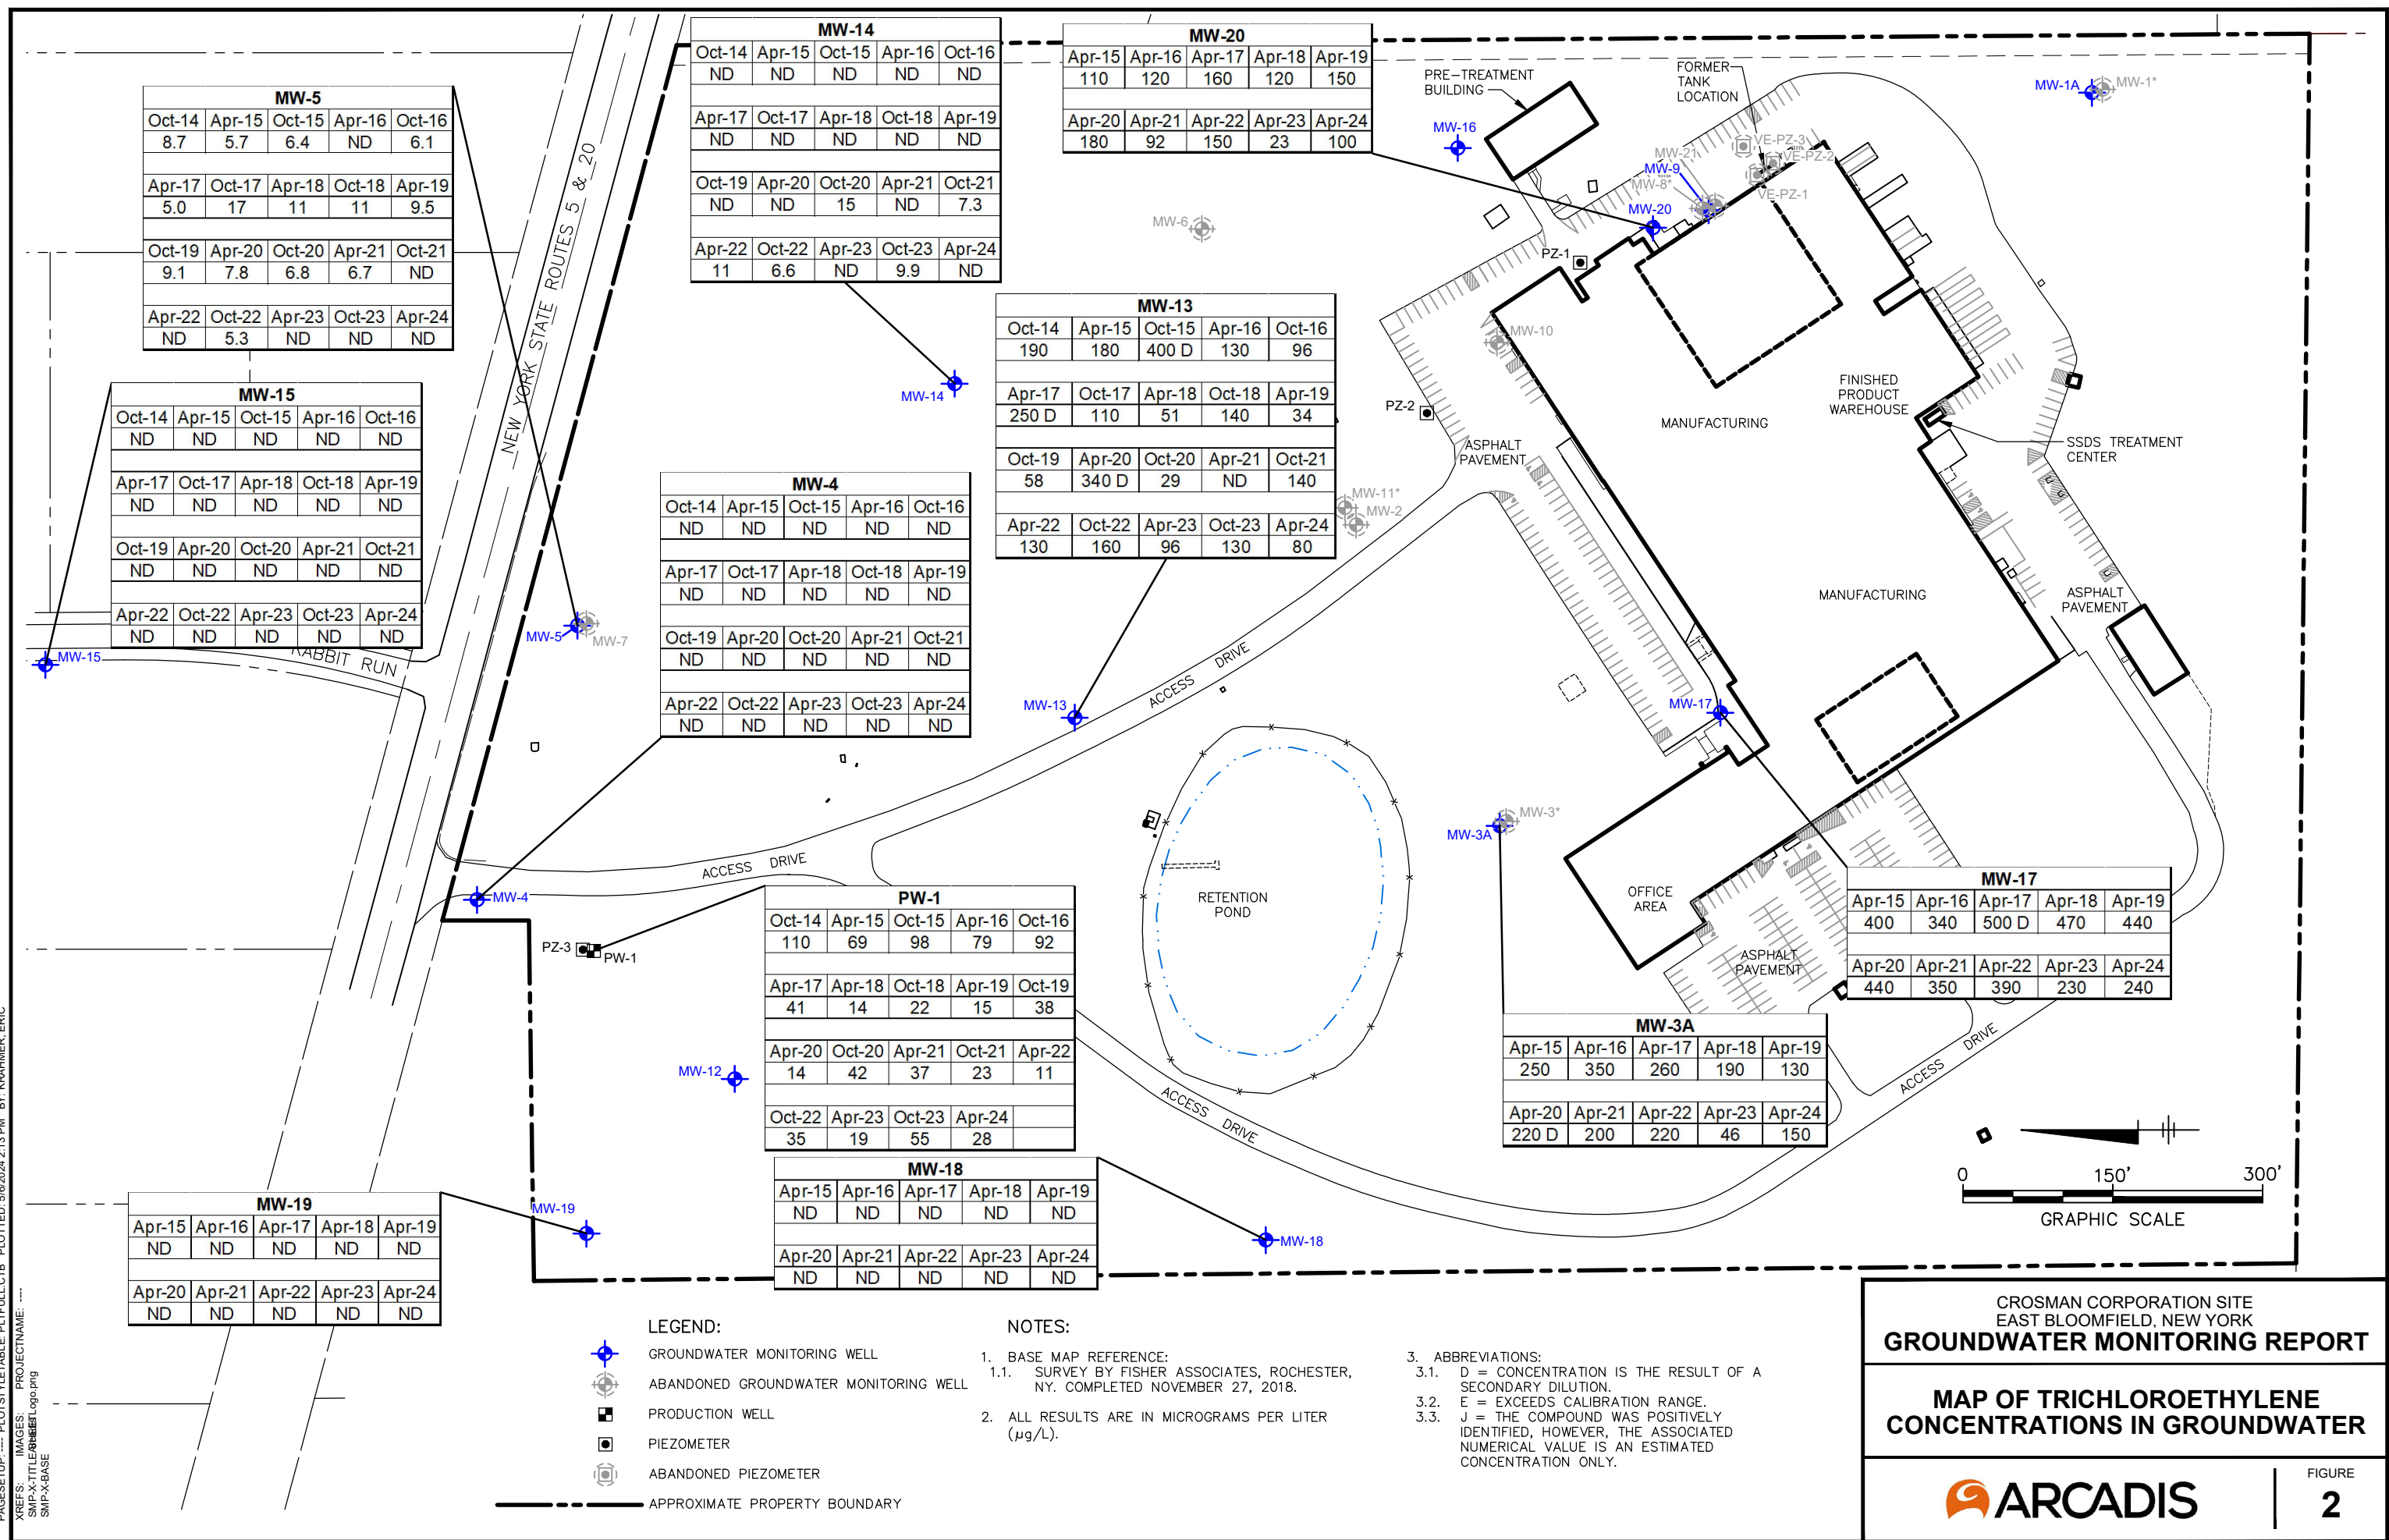 MW-14
Oct-14 Apr-15 Oct-15 Apr-16 Oct-16
ND ND ND ND ND
Apr-17 Oct-17 Apr-18 Oct-18 Apr-19
ND ND ND ND ND
Oct-19 Apr-20 Oct-20 Apr-21 Oct-21
ND ND 15 ND 7.3
Apr-22 Oct-22 Apr-23 Oct-23 Apr-24
11 6.6 ND 9.9 ND
MW-20
Apr-15 Apr-16 Apr-17 Apr-18 Apr-19
110 120 160 120 150
Apr-20 Apr-21 Apr-22 Apr-23 Apr-24
180 92 150 23 100
MW-5
Oct-14 Apr-15 Oct-15 Apr-16 Oct-16
8.7 5.7 6.4 ND 6.1
Apr-17 Oct-17 Apr-18 Oct-18 Apr-19
5.0 17 11 11 9.5
Oct-19 Apr-20 Oct-20 Apr-21 Oct-21
9.1 7.8 6.8 6.7 ND
Apr-22 Oct-22 Apr-23 Oct-23 Apr-24
ND 5.3 ND ND ND
MW-15
Oct-14 Apr-15 Oct-15 Apr-16 Oct-16
ND ND ND ND ND
Apr-17 Oct-17 Apr-18 Oct-18 Apr-19
ND ND ND ND ND
Oct-19 Apr-20 Oct-20 Apr-21 Oct-21
ND ND ND ND ND
Apr-22 Oct-22 Apr-23 Oct-23 Apr-24
ND ND ND ND ND
MW-13
Oct-14 Apr-15 Oct-15 Apr-16 Oct-16
190 180 400 D 130 96
Apr-17 Oct-17 Apr-18 Oct-18 Apr-19
250 D 110 51 140 34
Oct-19 Apr-20 Oct-20 Apr-21 Oct-21
58 340 D 29 ND 140
Apr-22 Oct-22 Apr-23 Oct-23 Apr-24
130 160 96 130 80
MW-4
Oct-14 Apr-15 Oct-15 Apr-16 Oct-16
ND ND ND ND ND
Apr-17 Oct-17 Apr-18 Oct-18 Apr-19
ND ND ND ND ND
Oct-19 Apr-20 Oct-20 Apr-21 Oct-21
ND ND ND ND ND
Apr-22 Oct-22 Apr-23 Oct-23 Apr-24
ND ND ND ND ND
PRE-TREATMENT
BUILDING
FORMER
TANK
LOCATION
MW-1A
MW-1*
MW-16
VE-PZ-3
VE-PZ-2
VE-PZ-1
MW-21
MW-9
MW-8*
MW-20
MW-6
PZ-1
MW-10
MW-14
PZ-2
FINISHED
PRODUCT
WAREHOUSE
MANUFACTURING
ASPHALT
PAVEMENT
SSDS TREATMENT
CENTER
MW-11*
MW-2
NEW YORK STATE ROUTES 5 & 20
MANUFACTURING
ASPHALT
PAVEMENT
MW-5
MW-7
MW-15
RABBIT RUN
ACCESS DRIVE
MW-13
MW-17
MW-3*
MW-3A
ACCESS DRIVE
MW-4
RETENTION
POND
OFFICE
AREA
PZ-3
PW-1
ASPHALT
PAVEMENT
PW-1
Oct-14 Apr-15 Oct-15 Apr-16 Oct-16
110 69 98 79 92
Apr-17 Apr-18 Oct-18 Apr-19 Oct-19
41 14 22 15 38
Apr-20 Oct-20 Apr-21 Oct-21 Apr-22
14 42 37 23 11
Oct-22 Apr-23 Oct-23 Apr-24
35 19 55 28
MW-17
Apr-15 Apr-16 Apr-17 Apr-18 Apr-19
400 340 500 D 470 440
Apr-20 Apr-21 Apr-22 Apr-23 Apr-24
440 350 390 230 240
MW-3A
Apr-15 Apr-16 Apr-17 Apr-18 Apr-19
250 350 260 190 130
Apr-20 Apr-21 Apr-22 Apr-23 Apr-24
220 D 200 220 46 150
MW-12
ACCESS DRIVE
ACCESS DRIVE
MW-18
Apr-15 Apr-16 Apr-17 Apr-18 Apr-19
ND ND ND ND ND
Apr-20 Apr-21 Apr-22 Apr-23 Apr-24
ND ND ND ND ND
MW-18
MW-19
Apr-15 Apr-16 Apr-17 Apr-18 Apr-19
ND ND ND ND ND
Apr-20 Apr-21 Apr-22 Apr-23 Apr-24
ND ND ND ND ND
MW-19
0 150' 300'
GRAPHIC SCALE
LEGEND:
GROUNDWATER MONITORING WELL
ABANDONED GROUNDWATER MONITORING WELL
PRODUCTION WELL
PIEZOMETER
ABANDONED PIEZOMETER
APPROXIMATE PROPERTY BOUNDARY
NOTES:
1. BASE MAP REFERENCE:
1.1. SURVEY BY FISHER ASSOCIATES, ROCHESTER,
NY. COMPLETED NOVEMBER 27, 2018.
2. ALL RESULTS ARE IN MICROGRAMS PER LITER
(µg/L).
3. ABBREVIATIONS:
3.1. D = CONCENTRATION IS THE RESULT OF A
SECONDARY DILUTION.
3.2. E = EXCEEDS CALIBRATION RANGE.
3.3. J = THE COMPOUND WAS POSITIVELY
IDENTIFIED, HOWEVER, THE ASSOCIATED
NUMERICAL VALUE IS AN ESTIMATED
CONCENTRATION ONLY.
CROSMAN CORPORATION SITE
EAST BLOOMFIELD, NEW YORK
GROUNDWATER MONITORING REPORT
MAP OF TRICHLOROETHYLENE
CONCENTRATIONS IN GROUNDWATER
ARCADIS
FIGURE
2
XREFS: IMAGES: PROJECTNAME: ----
SMP-X-BASE